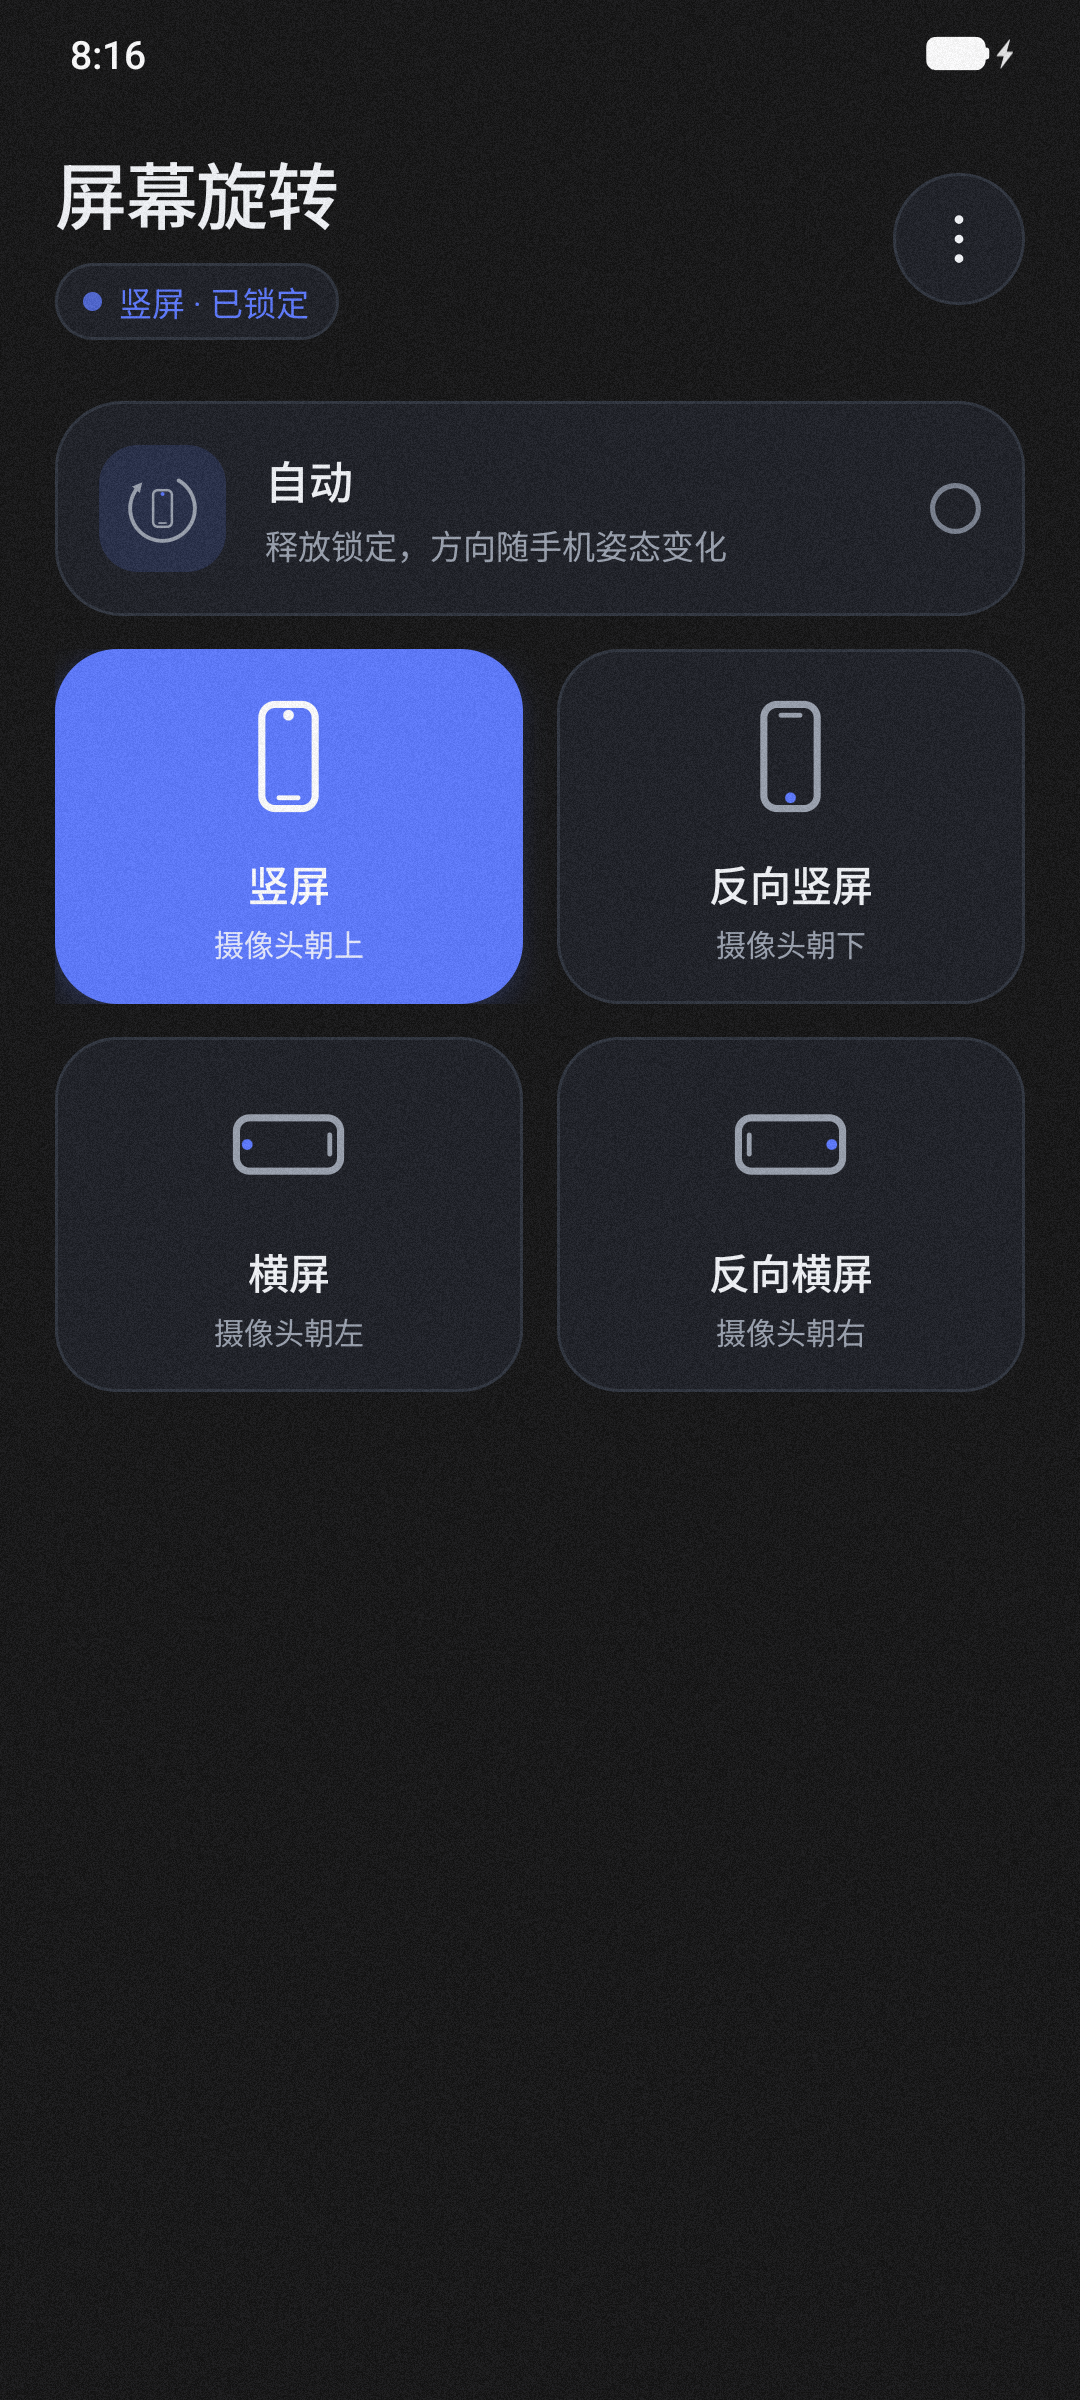 8:16
屏幕旋转
竖屏 · 已锁定
自动
释放锁定，方向随手机姿态变化
竖屏
摄像头朝上
反向竖屏
摄像头朝下
横屏
摄像头朝左
反向横屏
摄像头朝右